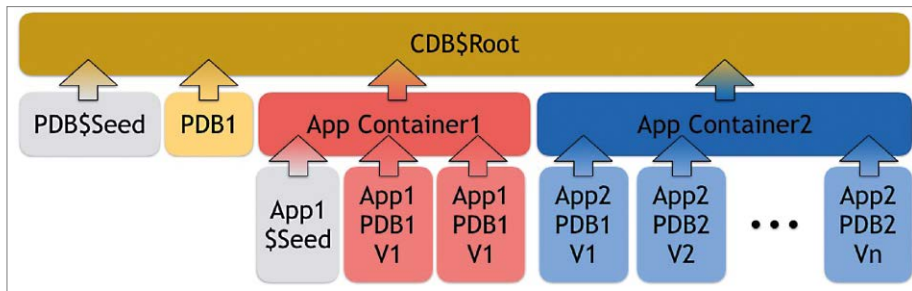 CDB$Root
PDB$Seed
PDB1
App Container1
App Container2
App1
$Seed
App1
PDB1
V1
App1
PDB1
V1
App2
PDB1
V1
App2
PDB2
V2
App2
PDB2
Vn